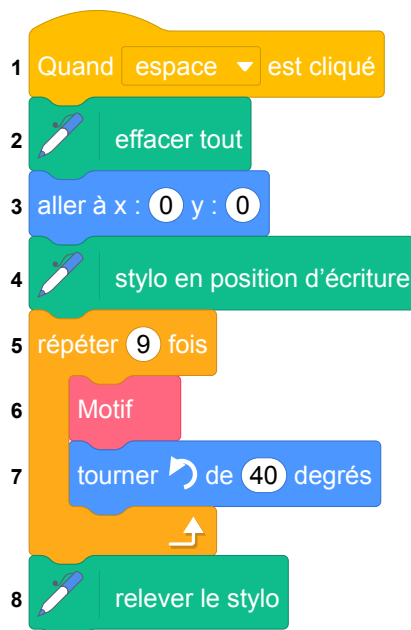 1 Quand espace est cliqué
2 effacer tout
3 aller à x : 0 y : 0
4 stylo en position d’écriture
5 répéter 9 fois
6 Motif
7 tourner de 40 degrés
8 relever le stylo